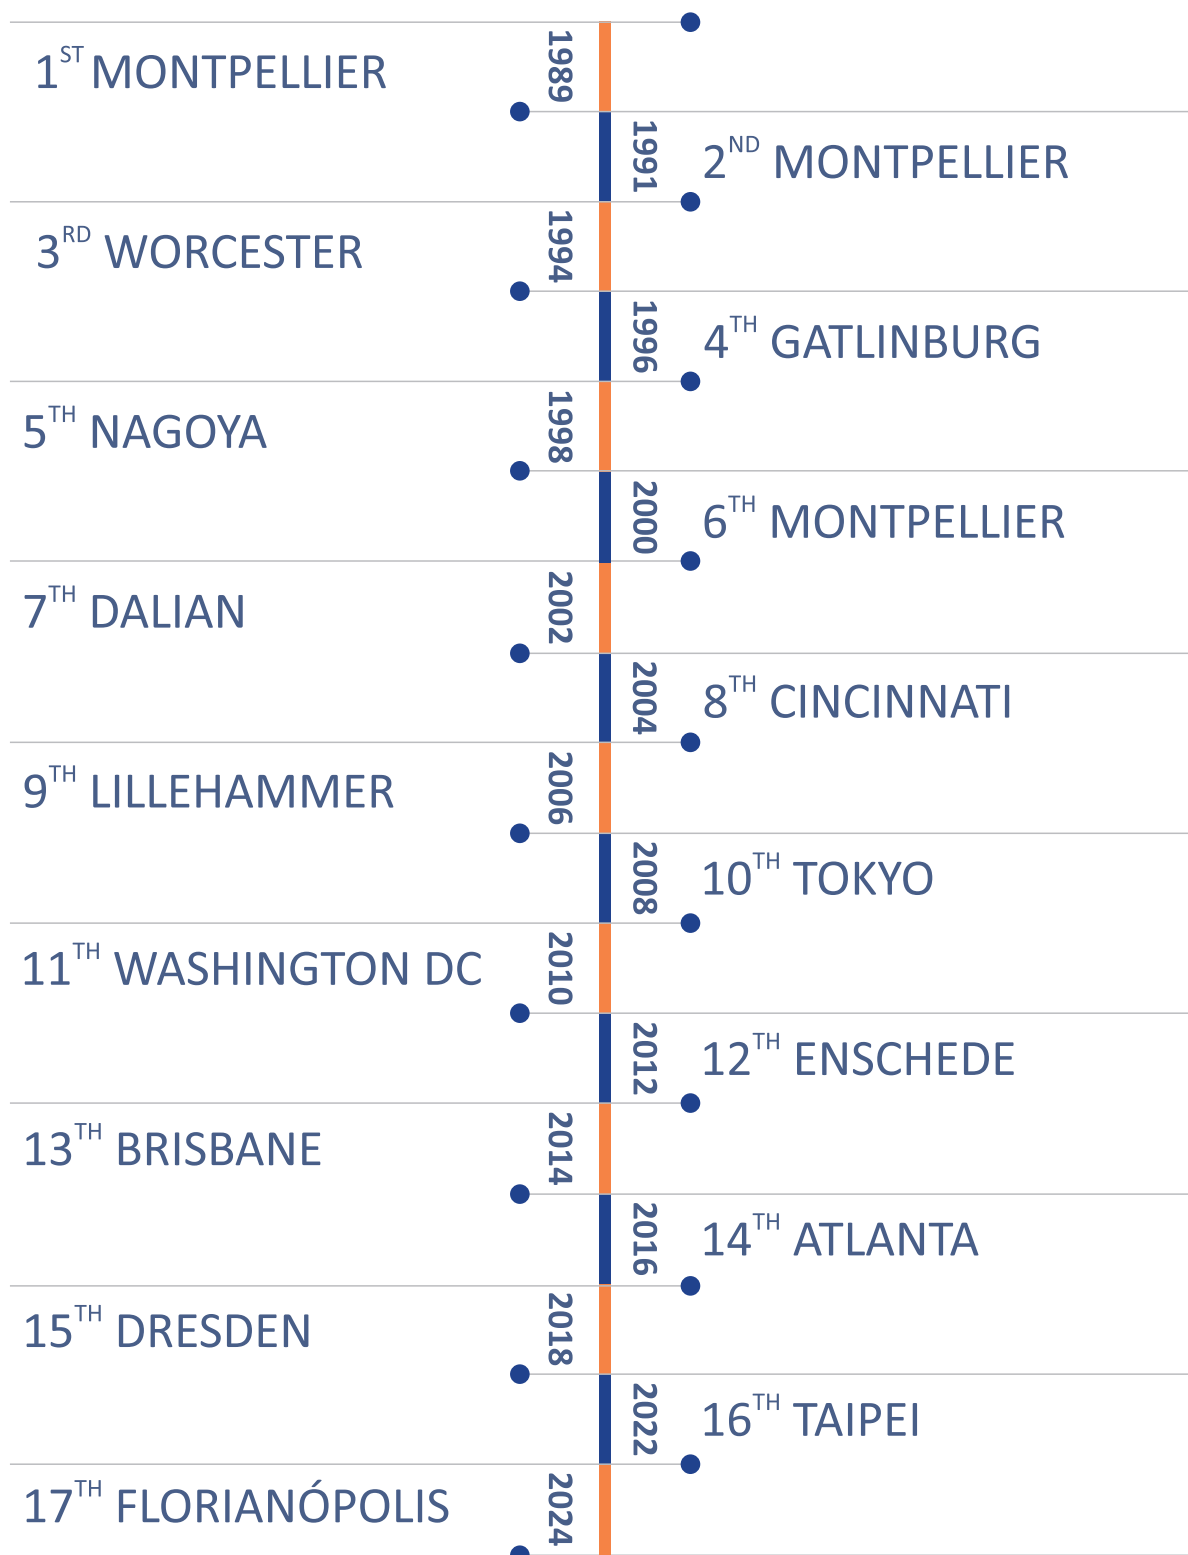 1ST MONTPELLIER
1989
1991
2ND MONTPELLIER
3RD WORCESTER
1994
1996
4TH GATLINBURG
5TH NAGOYA
1998
2000
6TH MONTPELLIER
7TH DALIAN
2002
2004
8TH CINCINNATI
9TH LILLEHAMMER
2006
2008
10TH TOKYO
11TH WASHINGTON DC
2010
2012
12TH ENSCHEDE
13TH BRISBANE
2014
2016
14TH ATLANTA
15TH DRESDEN
2018
2022
16TH TAIPEI
17TH FLORIANÓPOLIS
2024